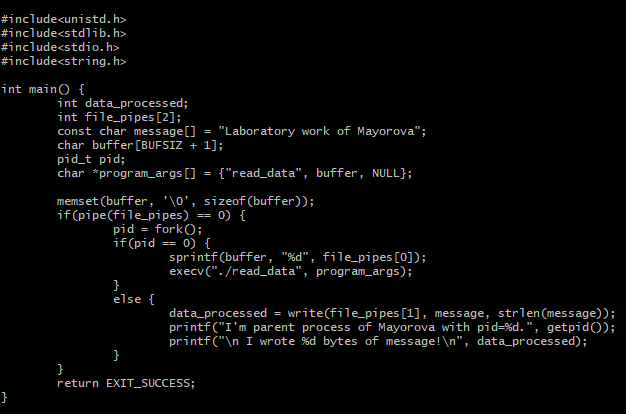 #include<unistd.h>
#include<stdlib.h>
#include<stdio.h>
#include<string.h>

int main() {
        int data_processed;
        int file_pipes[2];
        const char message[] = "Laboratory work of Mayorova";
        char buffer[BUFSIZ + 1];
        pid_t pid;
        char *program_args[] = {"read_data", buffer, NULL};

        memset(buffer, '\0', sizeof(buffer));
        if(pipe(file_pipes) == 0) {
                pid = fork();
                if(pid == 0) {
                        sprintf(buffer, "%d", file_pipes[0]);
                        execv("./read_data", program_args);
                }
                else {
                        data_processed = write(file_pipes[1], message, strlen(message));
                        printf("I'm parent process of Mayorova with pid=%d.", getpid());
                        printf("\n I wrote %d bytes of message!\n", data_processed);
                }
        }
        return EXIT_SUCCESS;
}